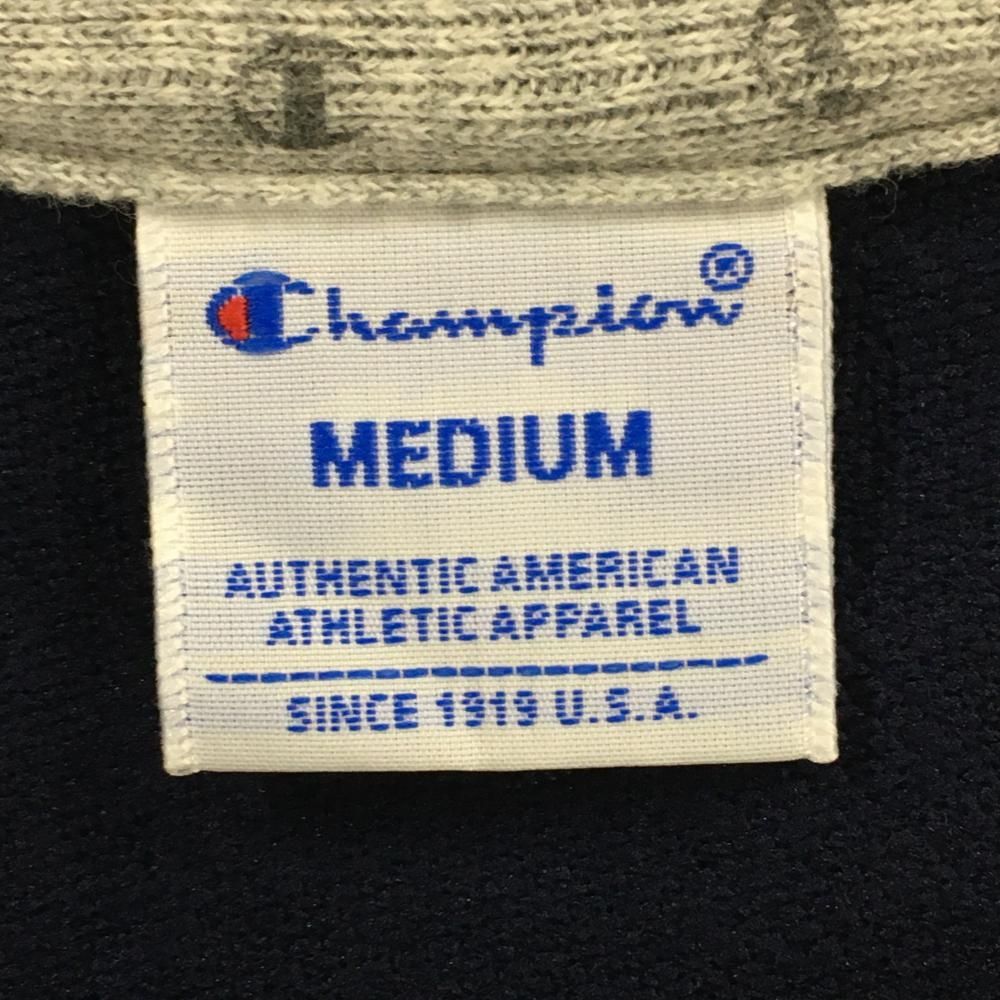 Champion®
MEDIUM
AUTHENTIC AMERICAN
ATHLETIC APPAREL
SINCE 1919 U.S.A.